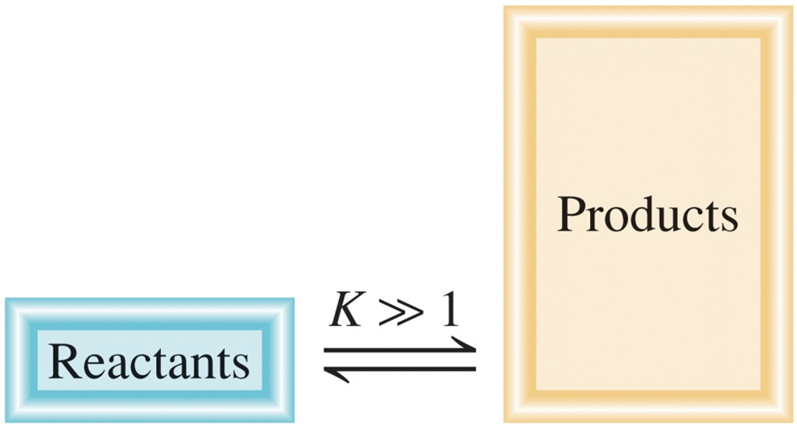 Products
K ≫ 1
Reactants